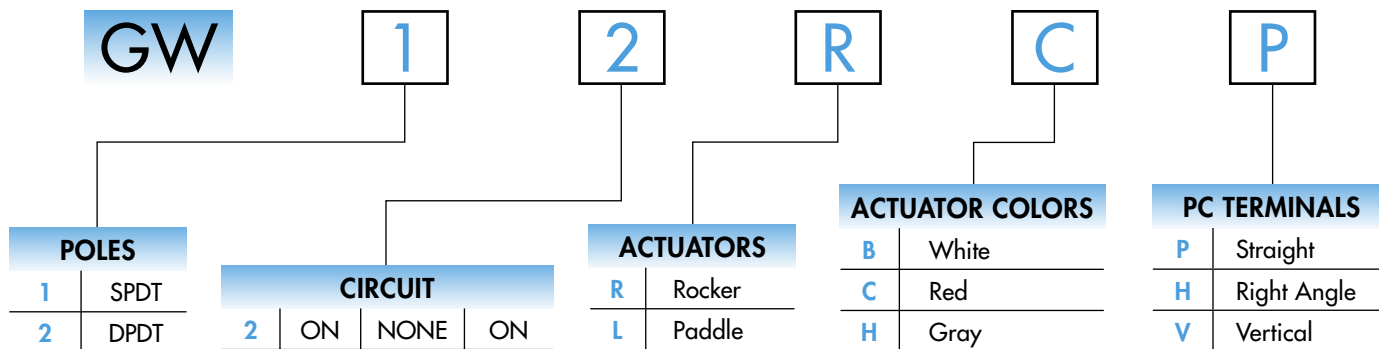 GW 1 2 R C P
POLES
1 SPDT
2 DPDT
CIRCUIT
2 ON NONE ON
ACTUATORS
R Rocker
L Paddle
ACTUATOR COLORS
B White
C Red
H Gray
PC TERMINALS
P Straight
H Right Angle
V Vertical